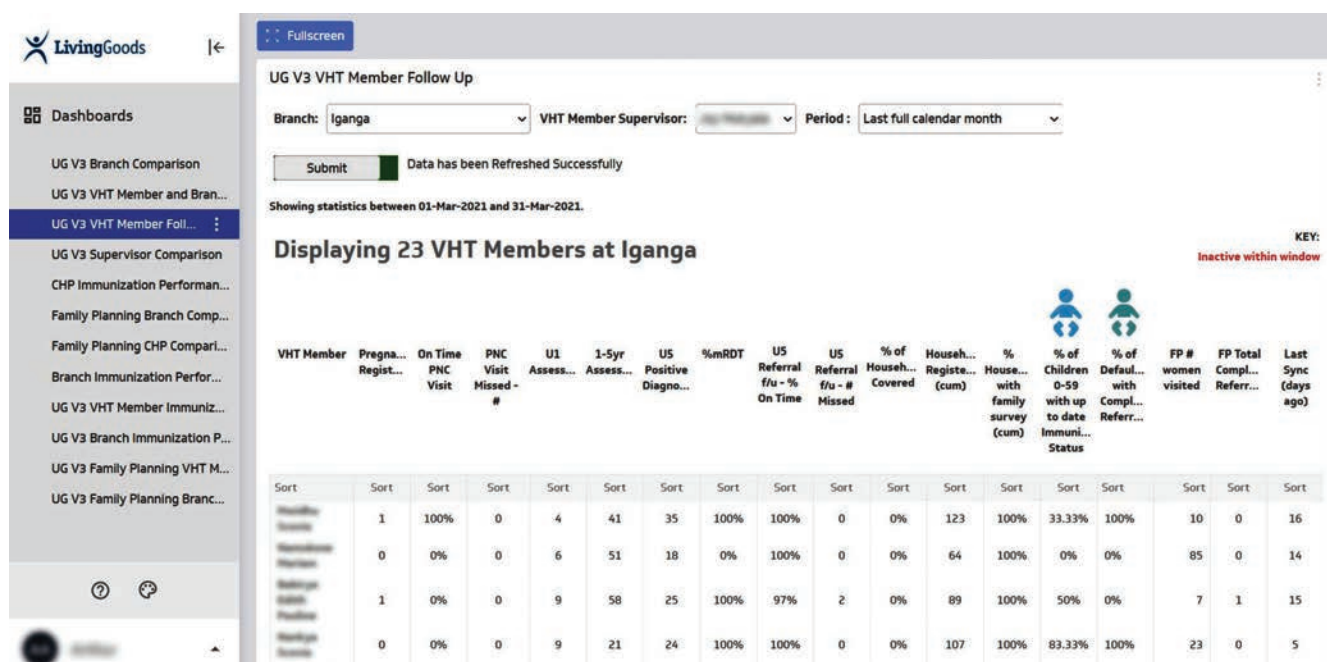 LivingGoods
Fullscreen
UG V3 VHT Member Follow Up
Dashboards
Branch: Iganga VHT Member Supervisor: Period : Last full calendar month
UG V3 Branch Comparison
UG V3 VHT Member and Bran...
UG V3 VHT Member Foll...
UG V3 Supervisor Comparison
CHP Immunization Performan...
Family Planning Branch Comp...
Family Planning CHP Compari...
Branch Immunization Perfor...
UG V3 VHT Member Immuniz...
UG V3 Branch Immunization P...
UG V3 Family Planning VHT M...
UG V3 Family Planning Branc...
Submit Data has been Refreshed Successfully
Showing statistics between 01-Mar-2021 and 31-Mar-2021.
Displaying 23 VHT Members at Iganga
KEY:
Inactive within window
VHT Member
Pregna...
Regist...
On Time
PNC
Visit
PNC
Visit
Missed -
#
U1
Assess...
1-5yr
Assess...
U5
Positive
Diagno...
%mRDT
U5
Referral
f/u - %
On Time
U5
Referral
f/u - #
Missed
% of
Househ...
Covered
Househ...
Registe...
(cum)
%
House...
with
family
survey
(cum)
% of
Children
0-59
with up
to date
Immuni...
Status
% of
Defaul...
with
Compl...
Referr...
FP #
women
visited
FP Total
Compl...
Referr...
Last
Sync
(days
ago)
Sort Sort Sort Sort Sort Sort Sort Sort Sort Sort Sort Sort Sort Sort Sort Sort Sort Sort
1 100% 0 4 41 35 100% 100% 0 0% 123 100% 33.33% 100% 10 0 16
0 0% 0 6 51 18 0% 100% 0 0% 64 100% 0% 0% 85 0 14
1 0% 0 9 58 25 100% 97% 2 0% 89 100% 50% 0% 7 1 15
0 0% 0 9 21 24 100% 100% 0 0% 107 100% 83.33% 100% 23 0 5